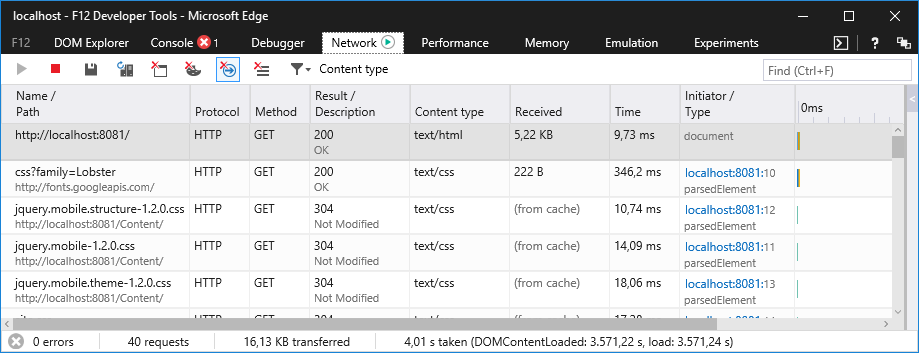 localhost - F12 Developer Tools - Microsoft Edge
F12 DOM Explorer Console 1 Debugger Network Performance Memory Emulation Experiments ?
Content type Find (Ctrl+F)
Name / Result / Initiator /
Path Protocol Method Description Content type Received Time Type 0ms
http://localhost:8081/ HTTP GET 200 text/html 5,22 KB 9,73 ms document
OK
css?family=Lobster HTTP GET 200 text/css 222 B 346,2 ms localhost:8081:10
http://fonts.googleapis.com/ OK parsedElement
jquery.mobile.structure-1.2.0.css HTTP GET 304 text/css (from cache) 10,74 ms localhost:8081:12
http://localhost:8081/Content/ Not Modified parsedElement
jquery.mobile-1.2.0.css HTTP GET 304 text/css (from cache) 14,09 ms localhost:8081:11
http://localhost:8081/Content/ Not Modified parsedElement
jquery.mobile.theme-1.2.0.css HTTP GET 304 text/css (from cache) 18,06 ms localhost:8081:13
http://localhost:8081/Content/ Not Modified parsedElement
0 errors 40 requests 16,13 KB transferred 4,01 s taken (DOMContentLoaded: 3.571,22 s, load: 3.571,24 s)